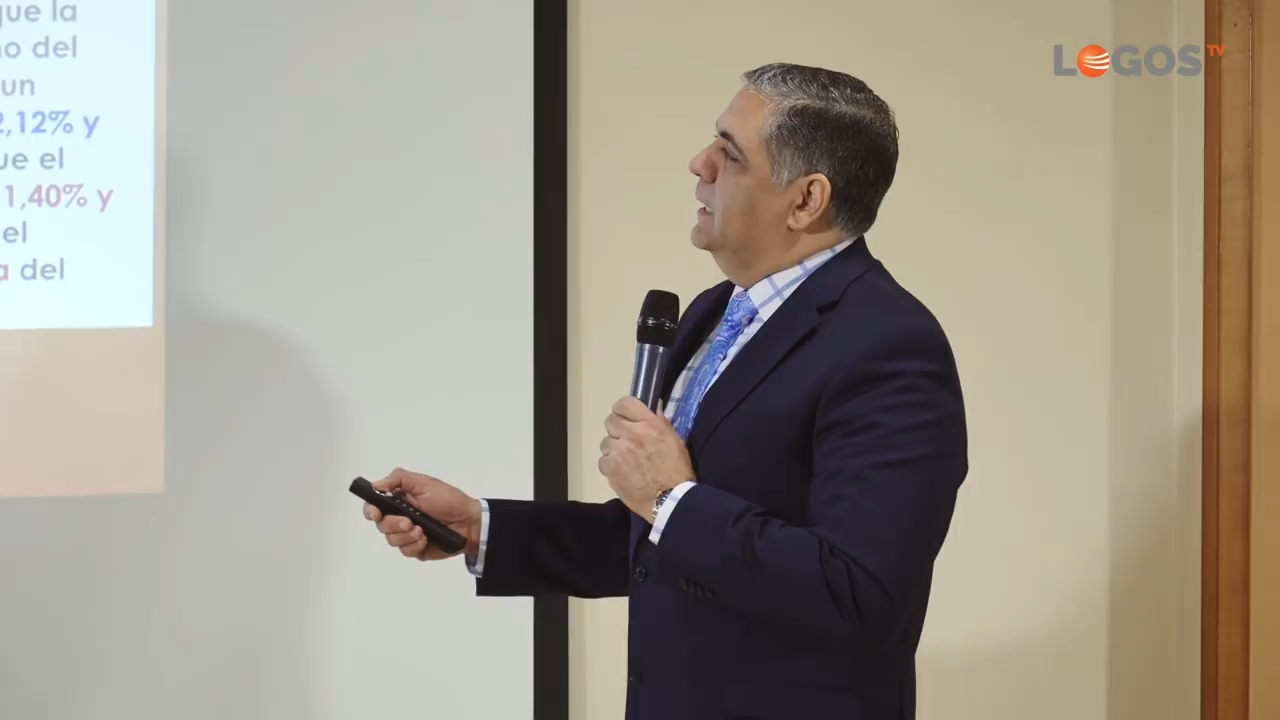 que la
o del
un
2,12% y
ue el
1,40% y
el
a del
LOGOS TV